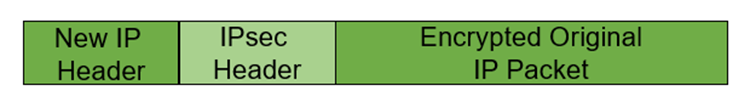 New IP
Header
IPsec
Header
Encrypted Original
IP Packet